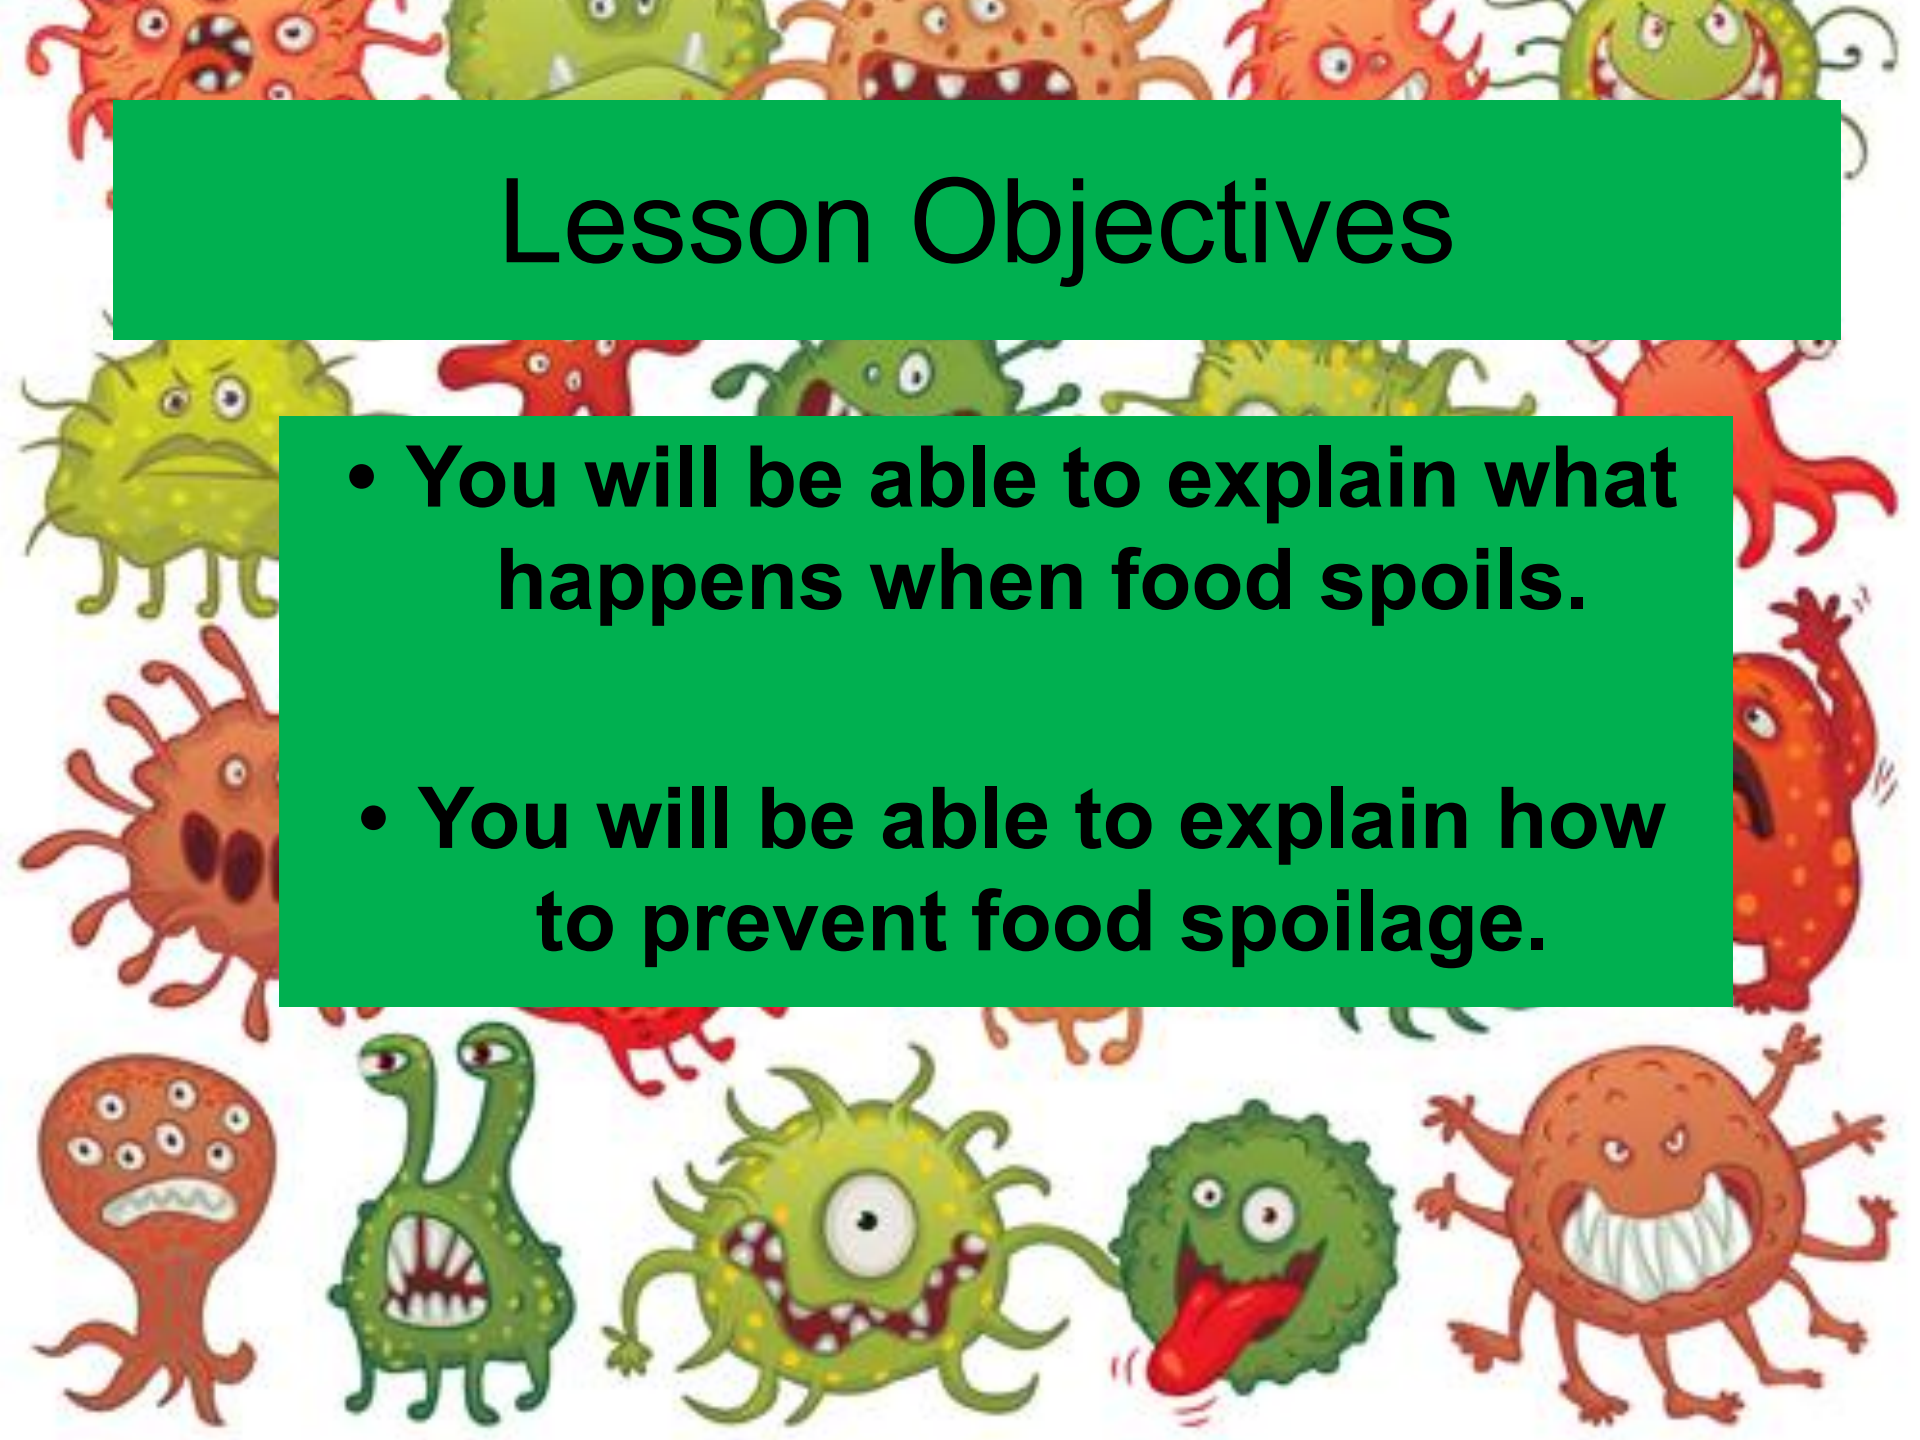 Lesson Objectives
• You will be able to explain what
happens when food spoils.
• You will be able to explain how
to prevent food spoilage.